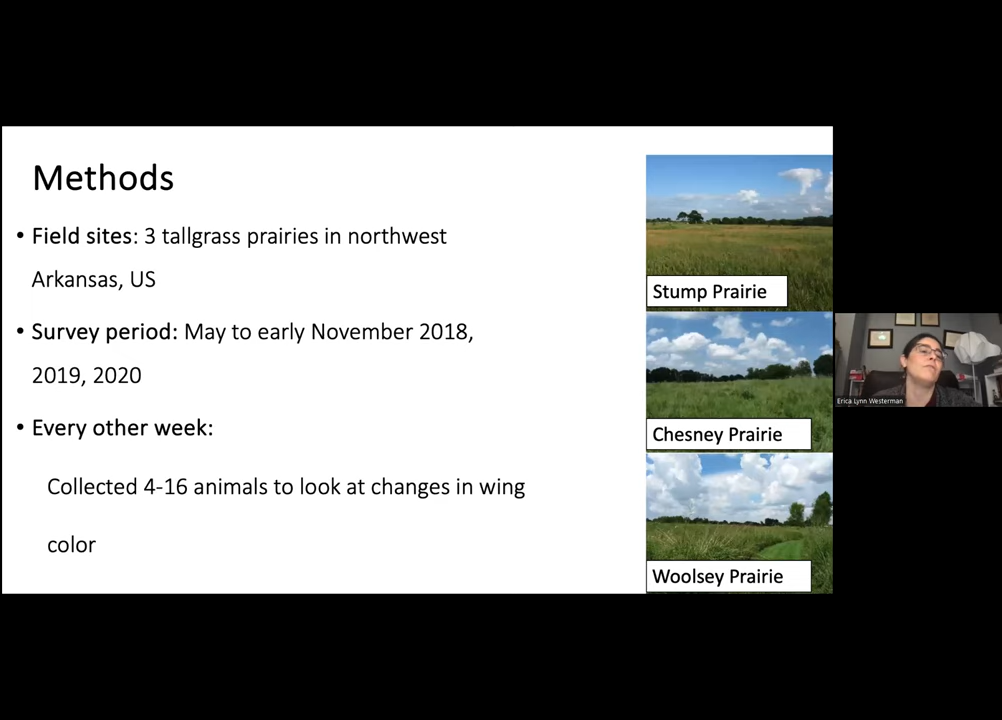 Methods
• Field sites: 3 tallgrass prairies in northwest
Arkansas, US
• Survey period: May to early November 2018,
2019, 2020
• Every other week:
Collected 4-16 animals to look at changes in wing
color
Stump Prairie
Chesney Prairie
Woolsey Prairie
Erica Lynn Westerman